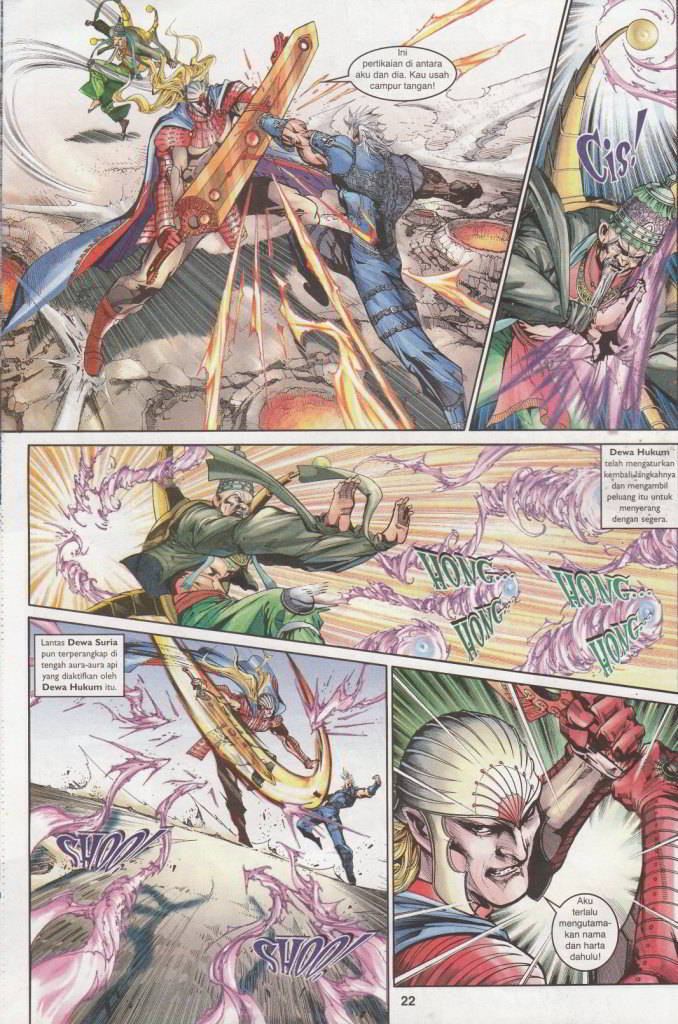 Ini
pertikaian di antara
aku dan dia. Kau usah
campur tangan!
Cis!
Dewa Hukum
telah mengaturkan
kembali langkahnya
dan mengambil
peluang itu untuk
menyerang
dengan segera.
HONG...
HONG...
HONG...
HONG...
Lantas Dewa Suria
pun terperangkap di
tengah aura-aura api
yang diaktifkan oleh
Dewa Hukum itu.
SHOO!
SHOO!
Aku
terlalu
mengutama-
kan nama
dan harta
dahulu!
22